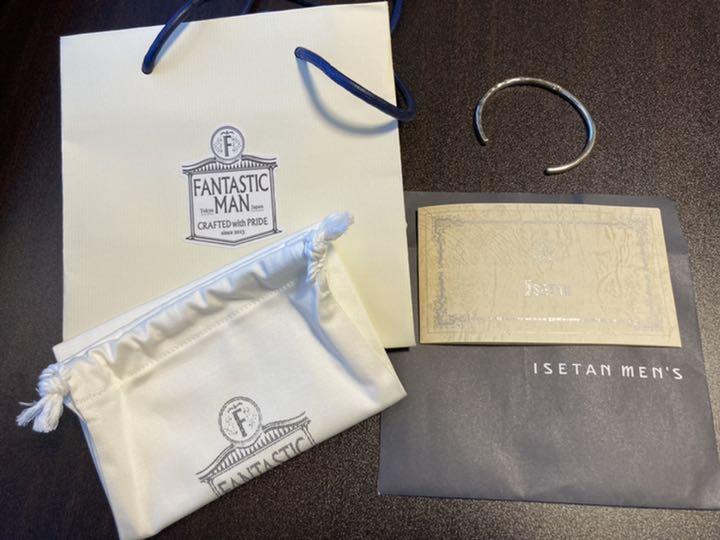 F
FANTASTIC
MAN
Tokyo Japan
CRAFTED with PRIDE
since 2013
F
FANTASTIC
ISETAN MEN'S